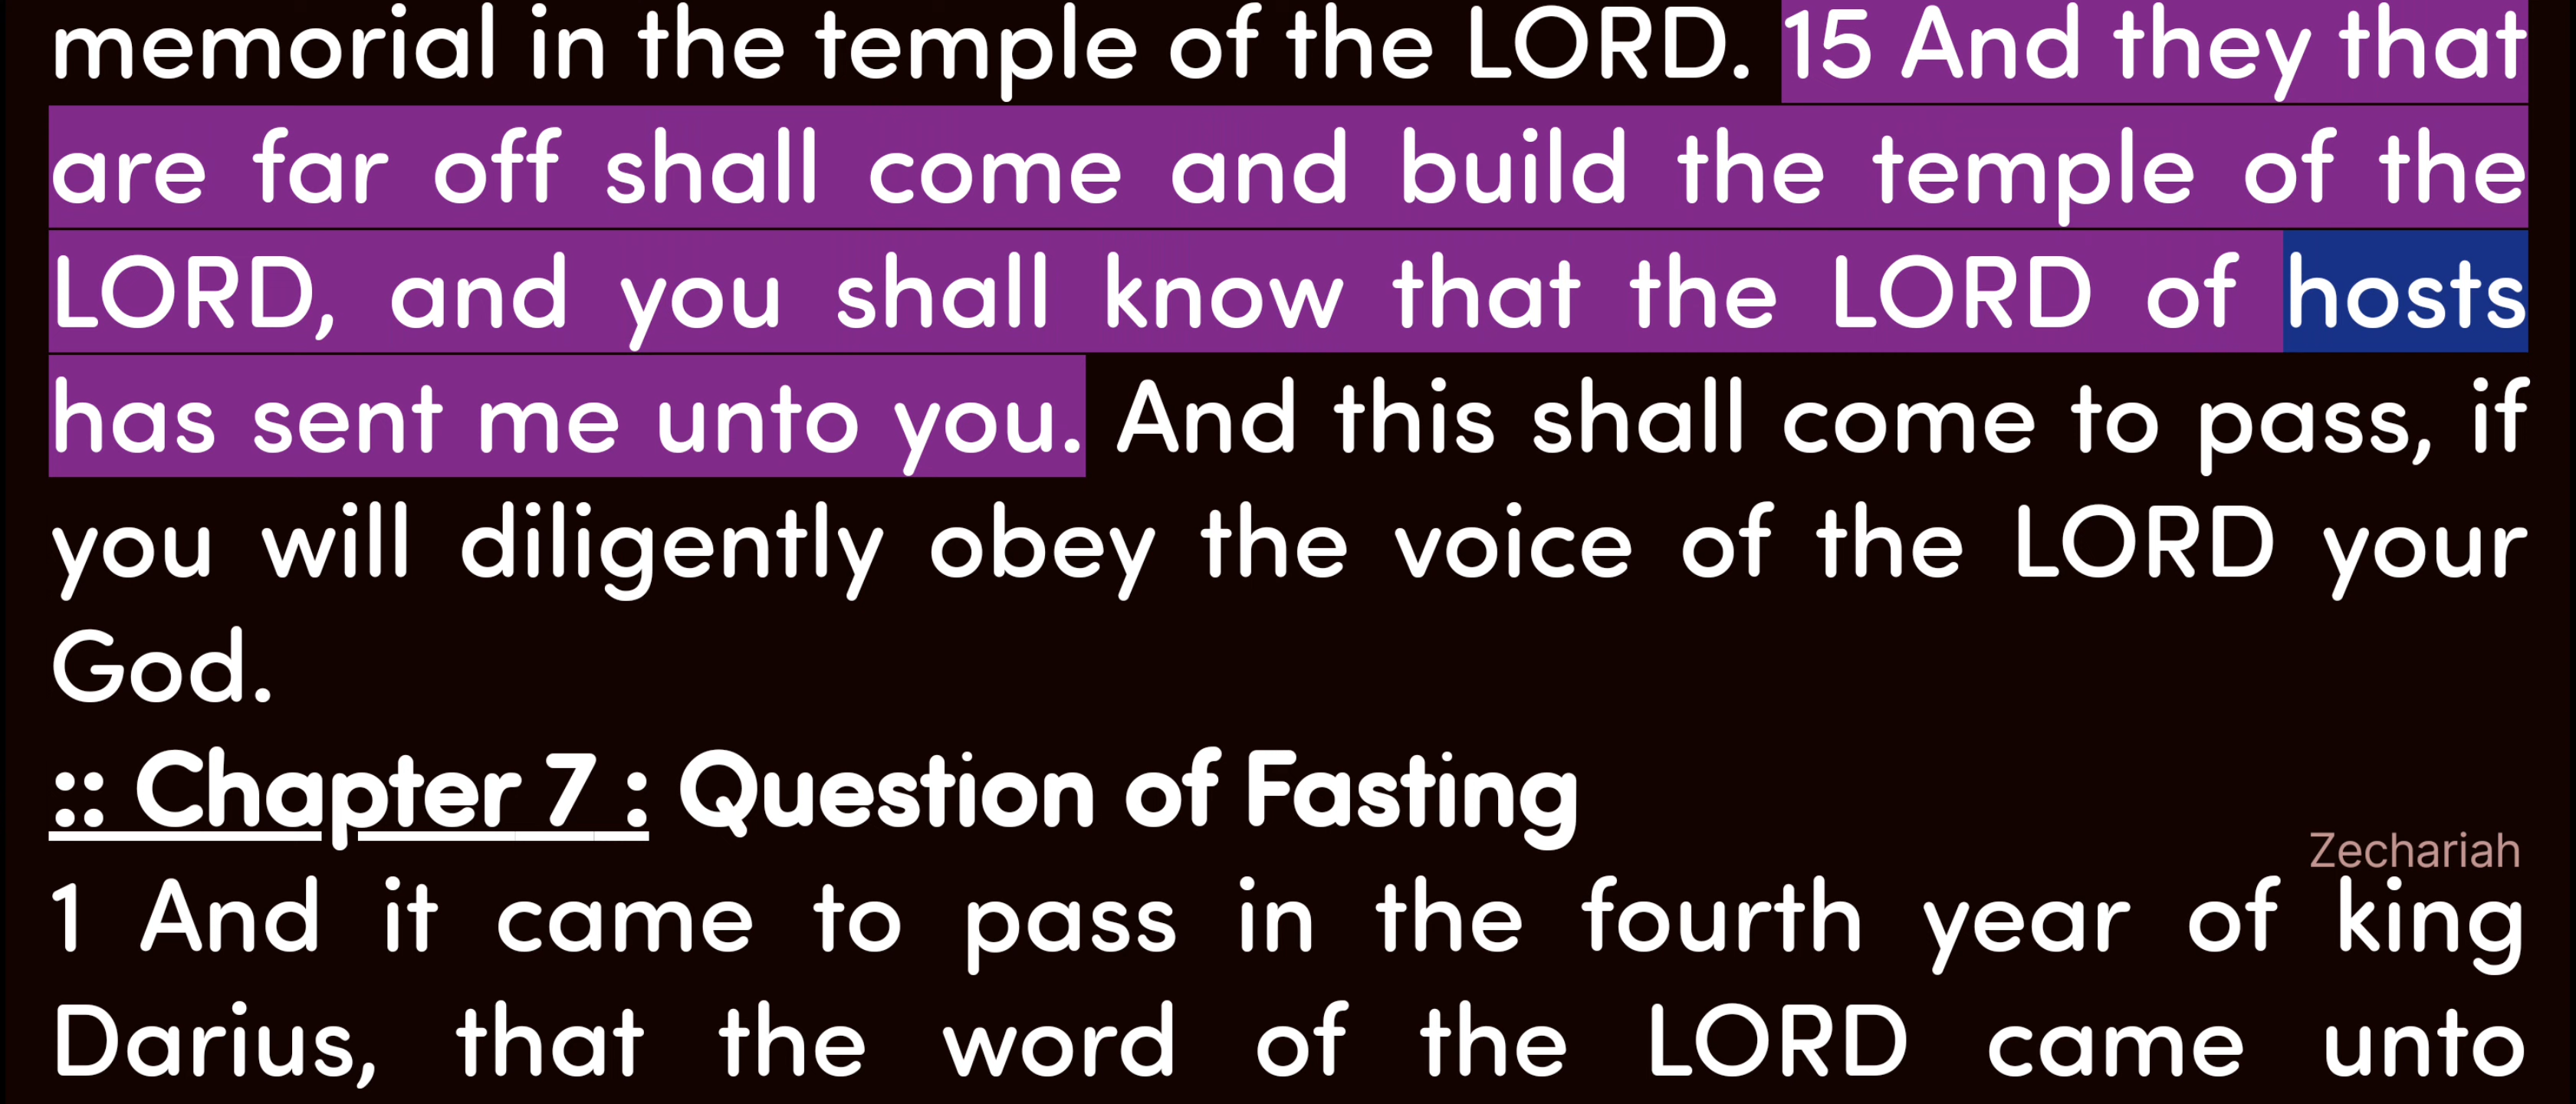 memorial in the temple of the LORD. 15 And they that
are far off shall come and build the temple of the
LORD, and you shall know that the LORD of hosts
has sent me unto you. And this shall come to pass, if
you will diligently obey the voice of the LORD your
God.
:: Chapter 7 : Question of Fasting
Zechariah
1 And it came to pass in the fourth year of king
Darius, that the word of the LORD came unto